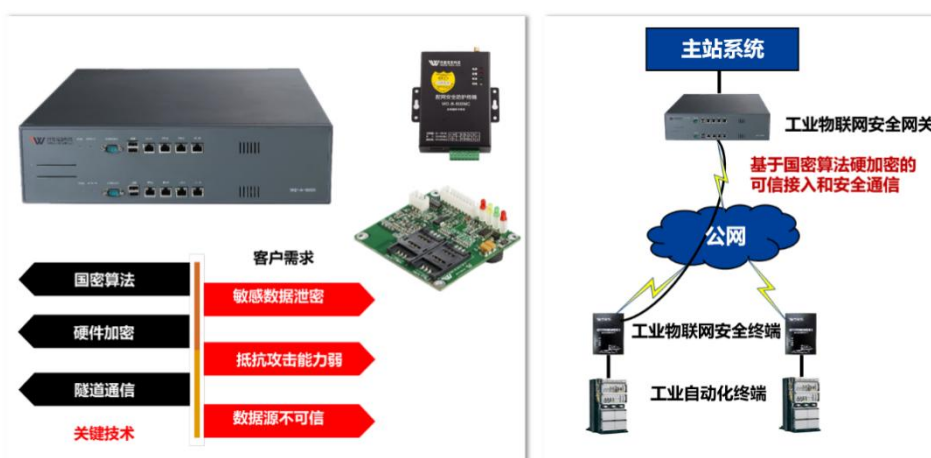 客户需求
国密算法
敏感数据泄密
硬件加密
抵抗攻击能力弱
隧道通信
数据源不可信
关键技术
主站系统
工业物联网安全网关
基于国密算法硬加密的
可信接入和安全通信
公网
工业物联网安全终端
工业自动化终端